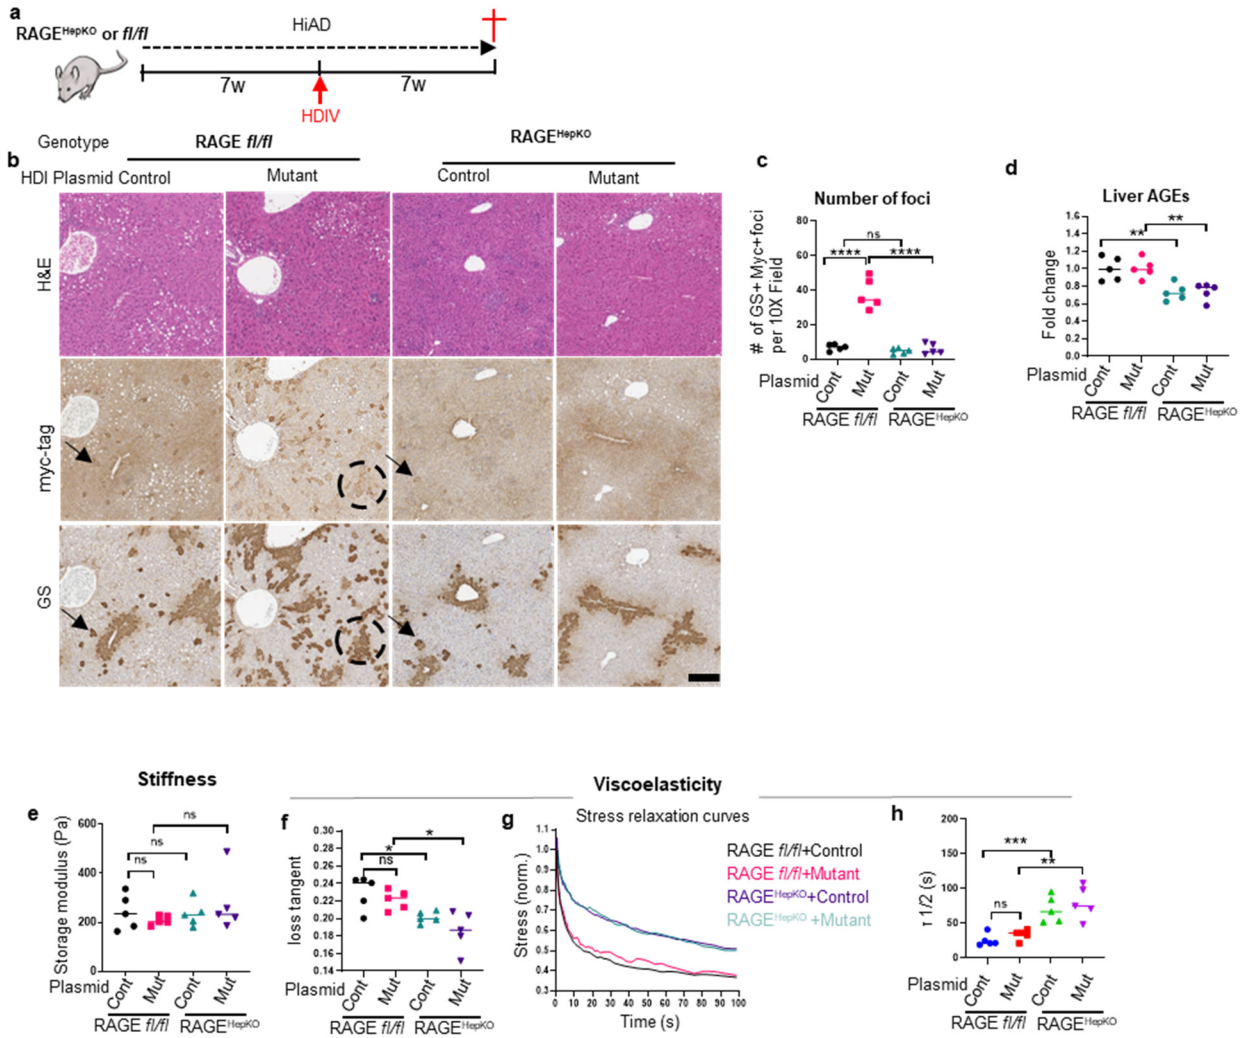 a
RAGEHepKO or fl/fl
HiAD
7w
7w
HDIV
b
Genotype
RAGE fl/fl
RAGEHepKO
HDI Plasmid Control
Mutant
Control
Mutant
H&E
myc-tag
GS
c
Number of foci
# of GS+ Myc+foci
per 10X Field
80
60
40
20
0
ns
****
****
Plasmid
Cont
Mut
Cont
Mut
RAGE fl/fl
RAGEHepKO
d
Liver AGEs
Fold change
1.6
1.4
1.2
1.0
0.8
0.6
0.4
0.2
0.0
**
**
Plasmid
Cont
Mut
Cont
Mut
RAGE fl/fl
RAGEHepKO
Stiffness
e
Storage modulus (Pa)
600
400
200
0
ns
ns
ns
Plasmid
Cont
Mut
Cont
Mut
RAGE fl/fl
RAGEHepKO
Viscoelasticity
f
loss tangent
0.30
0.28
0.26
0.24
0.22
0.20
0.18
0.16
0.14
*
*
ns
Plasmid
Cont
Mut
Cont
Mut
RAGE fl/fl
RAGEHepKO
g
Stress relaxation curves
Stress (norm.)
1.1
1.0
0.9
0.8
0.7
0.6
0.5
0.4
0.3
0 10 20 30 40 50 60 70 80 90 100
Time (s)
RAGE fl/fl+Control
RAGE fl/fl+Mutant
RAGEHepKO+Control
RAGEHepKO +Mutant
h
τ 1/2 (s)
200
150
100
50
0
***
**
ns
Plasmid
Cont
Mut
Cont
Mut
RAGE fl/fl
RAGEHepKO